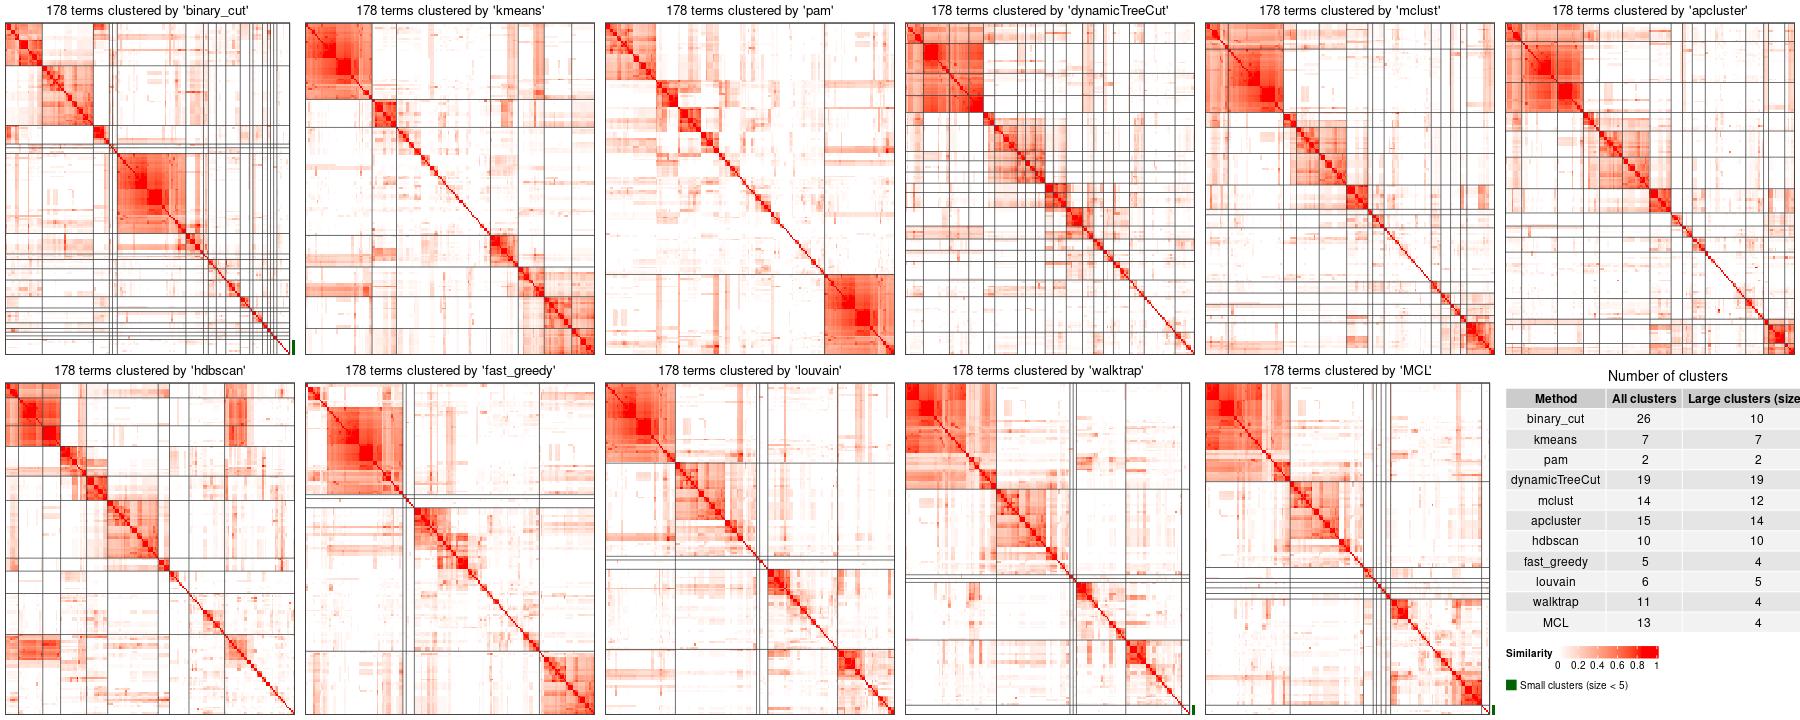 178 terms clustered by 'binary_cut'
178 terms clustered by 'kmeans'
178 terms clustered by 'pam'
178 terms clustered by 'dynamicTreeCut'
178 terms clustered by 'mclust'
178 terms clustered by 'apcluster'
178 terms clustered by 'hdbscan'
178 terms clustered by 'fast_greedy'
178 terms clustered by 'louvain'
178 terms clustered by 'walktrap'
178 terms clustered by 'MCL'
Number of clusters
Method All clusters Large clusters (size
binary_cut 26 10
kmeans 7 7
pam 2 2
dynamicTreeCut 19 19
mclust 14 12
apcluster 15 14
hdbscan 10 10
fast_greedy 5 4
louvain 6 5
walktrap 11 4
MCL 13 4
Similarity
0 0.2 0.4 0.6 0.8 1
Small clusters (size < 5)